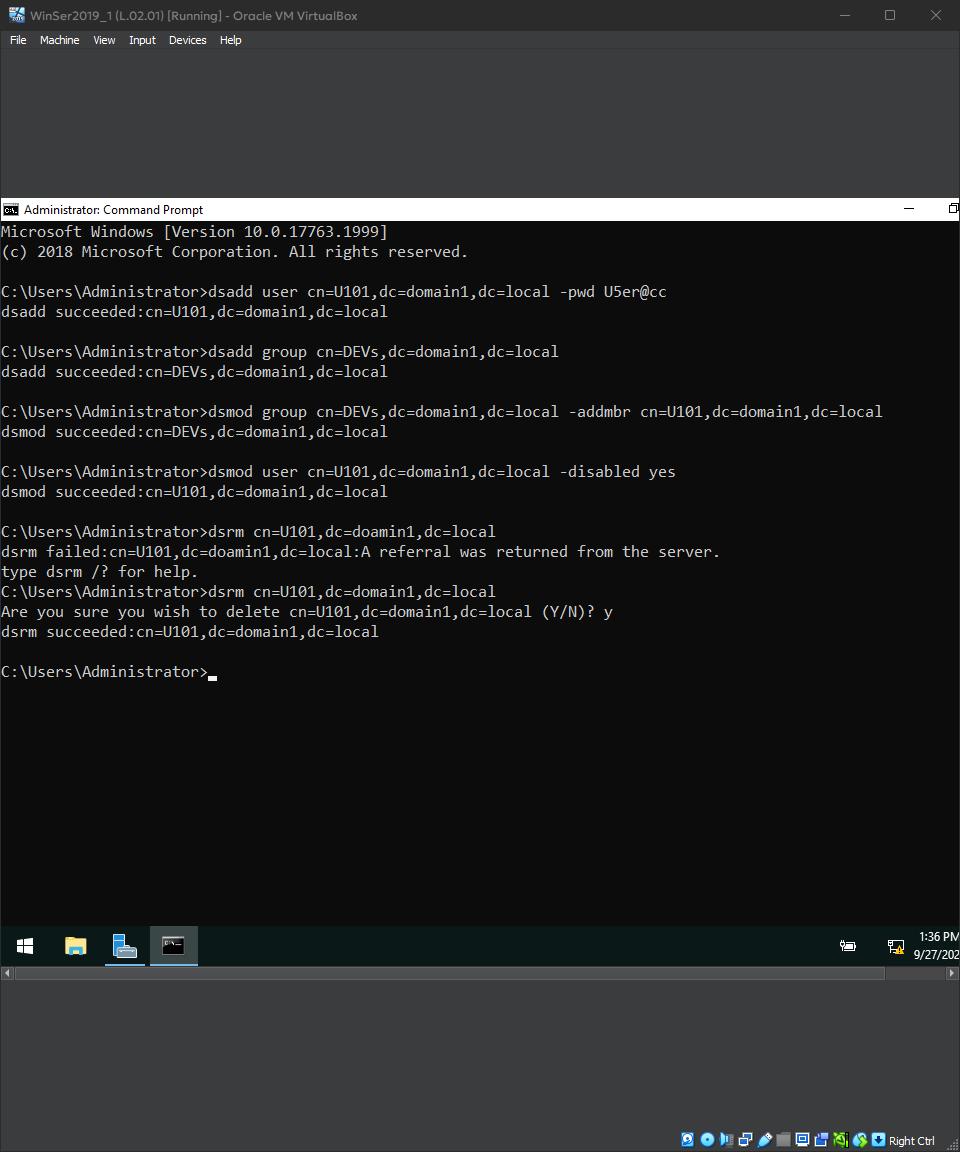 WinSer2019_1 (L.02.01) [Running] - Oracle VM VirtualBox
File Machine View Input Devices Help
Administrator: Command Prompt
Microsoft Windows [Version 10.0.17763.1999]
(c) 2018 Microsoft Corporation. All rights reserved.
C:\Users\Administrator>dsadd user cn=U101,dc=domain1,dc=local -pwd U5er@cc
dsadd succeeded:cn=U101,dc=domain1,dc=local
C:\Users\Administrator>dsadd group cn=DEVs,dc=domain1,dc=local
dsadd succeeded:cn=DEVs,dc=domain1,dc=local
C:\Users\Administrator>dsmod group cn=DEVs,dc=domain1,dc=local -addmbr cn=U101,dc=domain1,dc=local
dsmod succeeded:cn=DEVs,dc=domain1,dc=local
C:\Users\Administrator>dsmod user cn=U101,dc=domain1,dc=local -disabled yes
dsmod succeeded:cn=U101,dc=domain1,dc=local
C:\Users\Administrator>dsrm cn=U101,dc=doamin1,dc=local
dsrm failed:cn=U101,dc=doamin1,dc=local:A referral was returned from the server.
type dsrm /? for help.
C:\Users\Administrator>dsrm cn=U101,dc=domain1,dc=local
Are you sure you wish to delete cn=U101,dc=domain1,dc=local (Y/N)? y
dsrm succeeded:cn=U101,dc=domain1,dc=local
C:\Users\Administrator>
1:36 PM
9/27/202
Right Ctrl